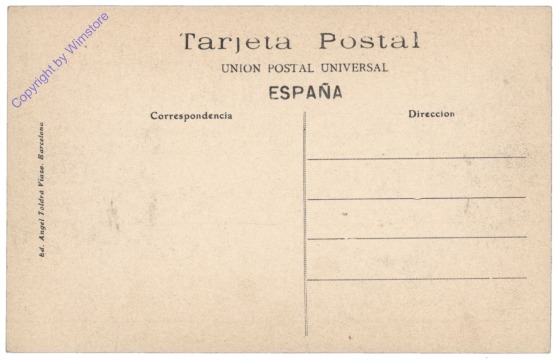 Tarjeta Postal
UNION POSTAL UNIVERSAL
ESPAÑA
Correspondencia
Direccion
Ed. Angel Toldrá Viazo. Barcelona
Copyright by Wimstore